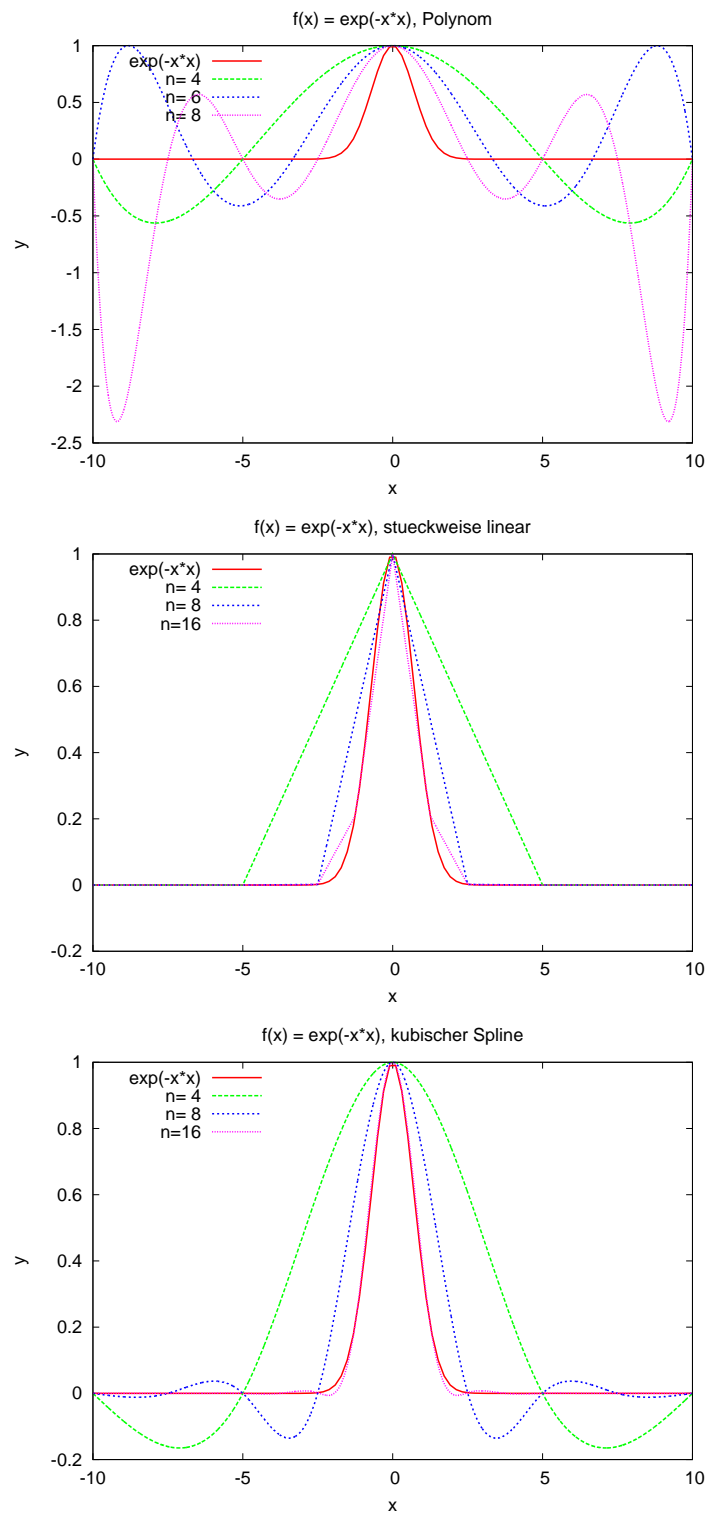 f(x) = exp(-x*x), Polynom
exp(-x*x)
n= 4
n= 6
n= 8
1
0.5
0
-0.5
-1
-1.5
-2
-2.5
y
-10 -5 0 5 10
x
f(x) = exp(-x*x), stueckweise linear
exp(-x*x)
n= 4
n= 8
n=16
1
0.8
0.6
0.4
0.2
0
-0.2
y
-10 -5 0 5 10
x
f(x) = exp(-x*x), kubischer Spline
exp(-x*x)
n= 4
n= 8
n=16
1
0.8
0.6
0.4
0.2
0
-0.2
y
-10 -5 0 5 10
x